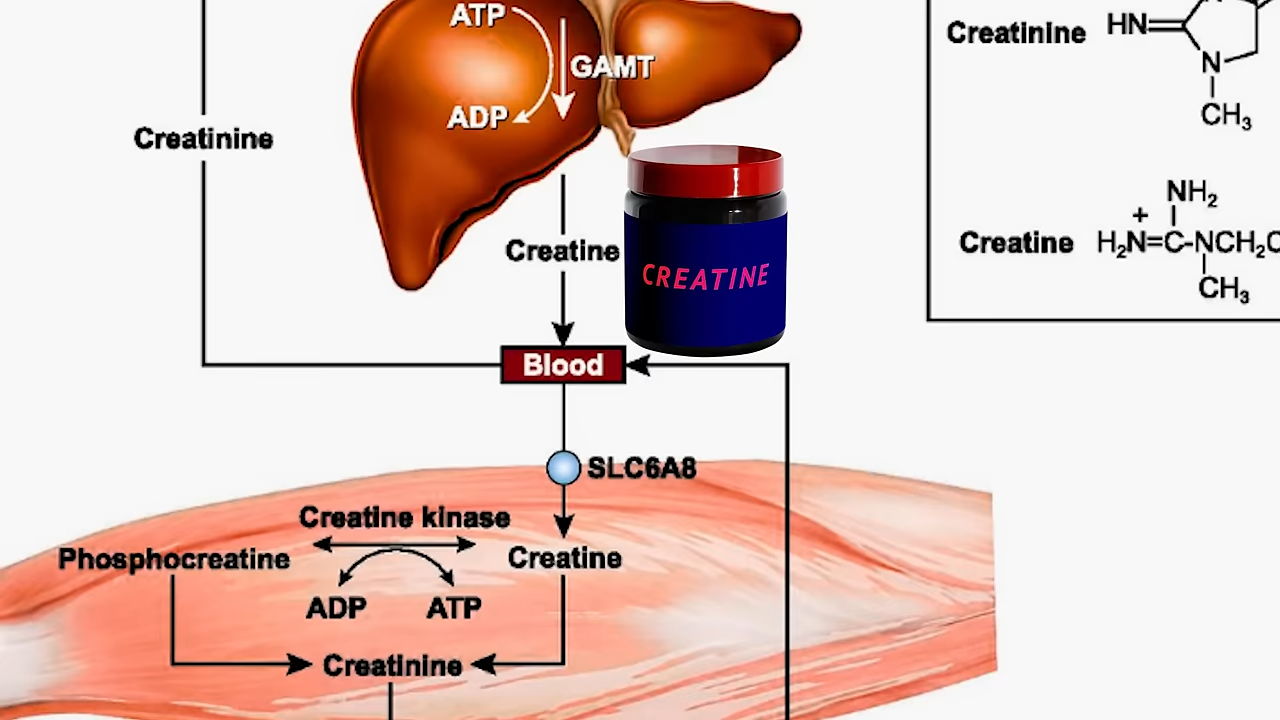 ATP
GAMT
ADP
Creatinine
Creatine
CREATINE
Blood
SLC6A8
Creatine kinase
Phosphocreatine
Creatine
ADP
ATP
Creatinine
Creatinine
HN
N
CH₃
Creatine
NH₂
+
H₂N=C-NCH₂C
CH₃